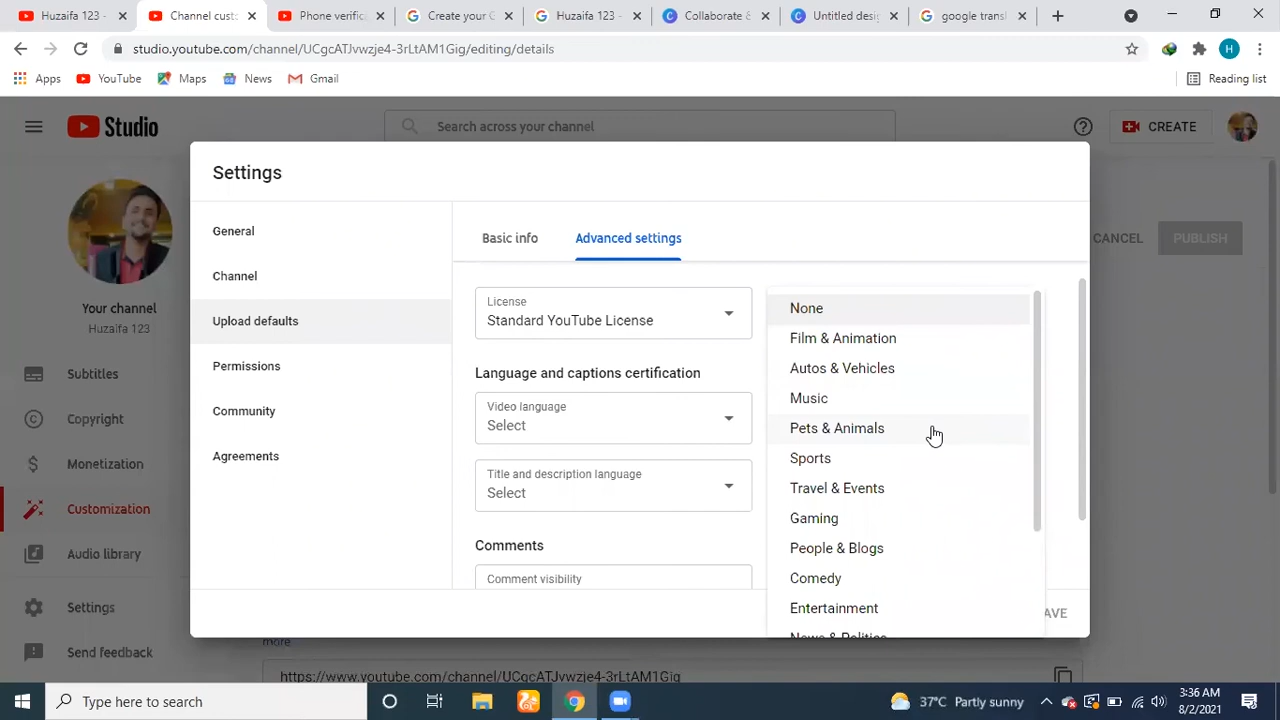 Huzaifa 123 -
Channel cust
Phone verific
Create your G
Huzaifa 123 -
Collaborate &
Untitled desig
google transl
studio.youtube.com/channel/UCgcATJvwzje4-3rLtAM1Gig/editing/details
H
Apps
YouTube
Maps
News
Gmail
Reading list
Studio
Search across your channel
CREATE
Settings
General
Channel
Upload defaults
Permissions
Community
Agreements
Basic info
Advanced settings
License
Standard YouTube License
Language and captions certification
Video language
Select
Title and description language
Select
Comments
Comment visibility
None
Film & Animation
Autos & Vehicles
Music
Pets & Animals
Sports
Travel & Events
Gaming
People & Blogs
Comedy
Entertainment
News & Politics
AVE
CANCEL
PUBLISH
Your channel
Huzaifa 123
Subtitles
Copyright
Monetization
Customization
Audio library
Settings
Send feedback
more
https://www.youtube.com/channel/UCgcATJvwzje4-3rLtAM1Gig
Type here to search
37°C Partly sunny
3:36 AM
8/2/2021